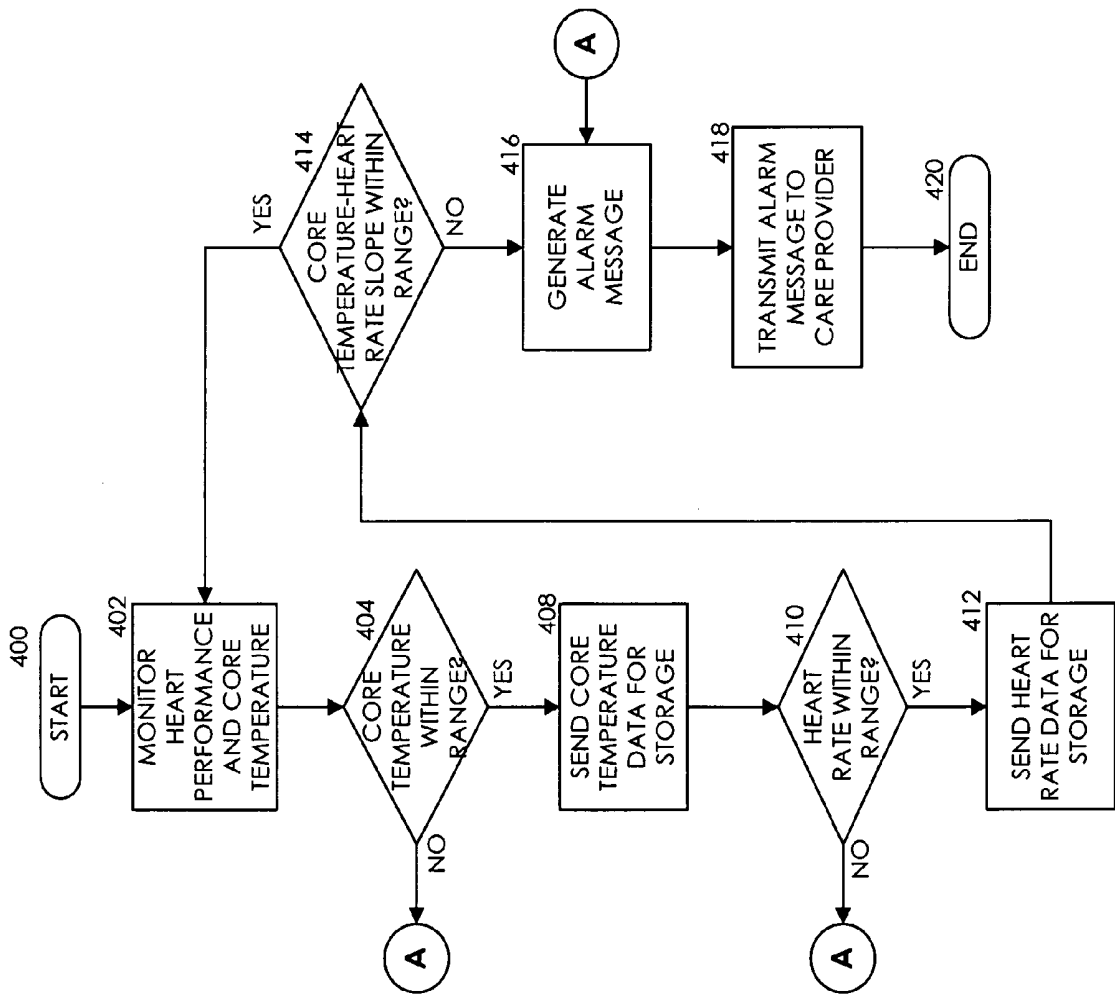 400
START
402
MONITOR
HEART
PERFORMANCE
AND CORE
TEMPERATURE
404
CORE
TEMPERATURE
WITHIN
RANGE?
NO
A
YES
408
SEND CORE
TEMPERATURE
DATA FOR
STORAGE
410
HEART
RATE WITHIN
RANGE?
NO
A
YES
412
SEND HEART
RATE DATA FOR
STORAGE
414
CORE
TEMPERATURE-HEART
RATE SLOPE WITHIN
RANGE?
YES
NO
416
GENERATE
ALARM
MESSAGE
A
418
TRANSMIT ALARM
MESSAGE TO
CARE PROVIDER
420
END